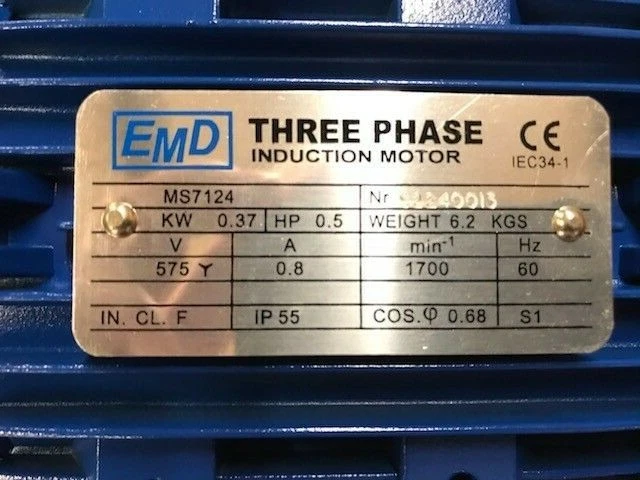 EMD THREE PHASE CE
INDUCTION MOTOR IEC34-1
MS7124 Nr
KW 0.37 HP 0.5 WEIGHT 6.2 KGS
V A min⁻¹ Hz
575 Y 0.8 1700 60
IN. CL. F IP 55 COS.φ 0.68 S1